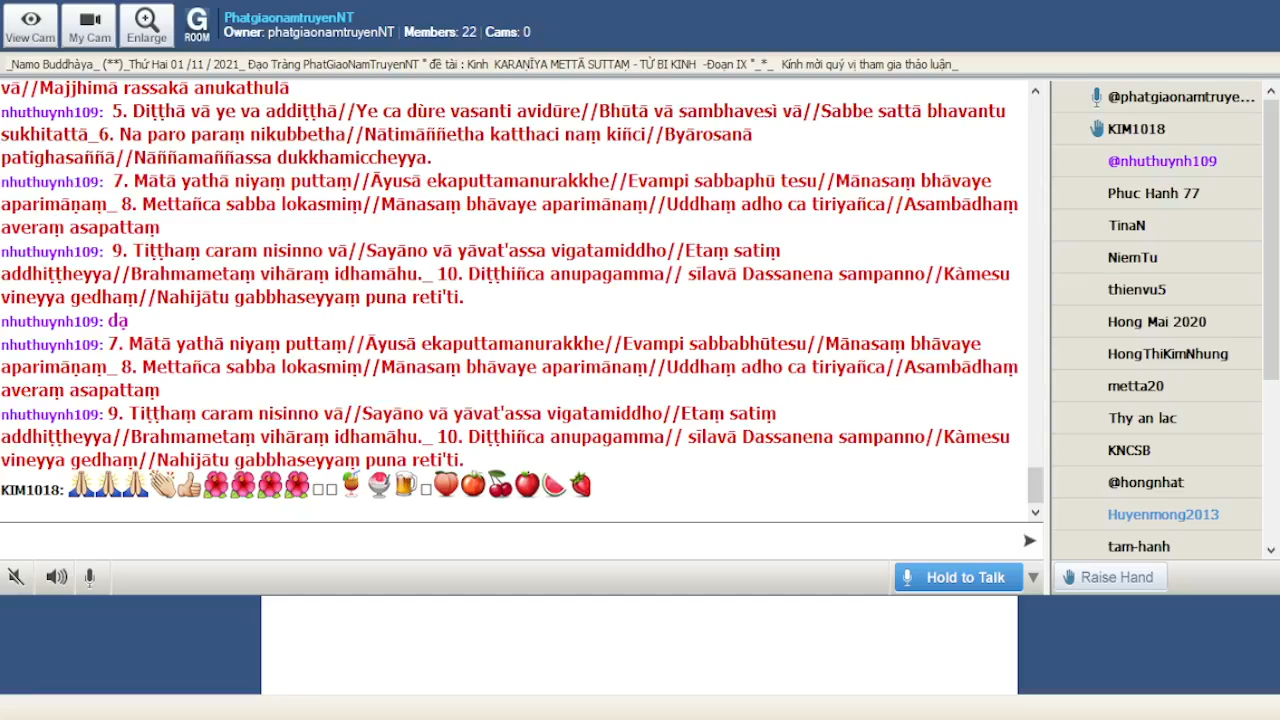 View Cam
My Cam
Enlarge
G
ROOM
PhatgiaonamtruyenNT
Owner: phatgiaonamtruyenNT | Members: 22 | Cams: 0
_Namo Buddhàya_ (**)_Thứ Hai 01 /11 / 2021_ Đạo Tràng PhatGiaoNamTruyenNT " đề tài : Kinh KARAṆĪYA METTĀ SUTTAṂ - TỪ BI KINH -Đoạn IX "_*_ Kính mời quý vị tham gia thảo luận_
vā//Majjhimā rassakā anukathulā
nhuthuynh109: 5. Diṭṭhā vā ye va addiṭṭhā//Ye ca dùre vasanti avidūre//Bhūtā vā sambhavesì vā//Sabbe sattā bhavantu
sukhitattā_6. Na paro paraṃ nikubbetha//Nātimāññetha katthaci naṃ kiñci//Byārosanā
patighasaññā//Nāññamaññassa dukkhamiccheyya.
nhuthuynh109: 7. Mātā yathā niyaṃ puttaṃ//Āyusā ekaputtamanurakkhe//Evampi sabbaphū tesu//Mānasaṃ bhāvaye
aparimāṇaṃ_ 8. Mettañca sabba lokasmiṃ//Mānasaṃ bhāvaye aparimānaṃ//Uddhaṃ adho ca tiriyañca//Asambādhaṃ
averaṃ asapattaṃ
nhuthuynh109: 9. Tiṭṭhaṃ caram nisinno vā//Sayāno vā yāvat'assa vigatamiddho//Etaṃ satiṃ
addhiṭṭheyya//Brahmametaṃ vihāraṃ idhamāhu._ 10. Diṭṭhiñca anupagamma// sīlavā Dassanena sampanno//Kàmesu
vineyya gedhaṃ//Nahijātu gabbhaseyyaṃ puna reti'ti.
nhuthuynh109: dạ
nhuthuynh109: 7. Mātā yathā niyaṃ puttaṃ//Āyusā ekaputtamanurakkhe//Evampi sabbabhūtesu//Mānasaṃ bhāvaye
aparimāṇaṃ_ 8. Mettañca sabba lokasmiṃ//Mānasaṃ bhāvaye aparimānaṃ//Uddhaṃ adho ca tiriyañca//Asambādhaṃ
averaṃ asapattaṃ
nhuthuynh109: 9. Tiṭṭhaṃ caram nisinno vā//Sayāno vā yāvat'assa vigatamiddho//Etaṃ satiṃ
addhiṭṭheyya//Brahmametaṃ vihāraṃ idhamāhu._ 10. Diṭṭhiñca anupagamma// sīlavā Dassanena sampanno//Kàmesu
vineyya gedhaṃ//Nahijātu gabbhaseyyaṃ puna reti'ti.
KIM1018:
Hold to Talk
@phatgiaonamtruye...
KIM1018
@nhuthuynh109
Phuc Hanh 77
TinaN
NiemTu
thienvu5
Hong Mai 2020
HongThiKimNhung
metta20
Thy an lac
KNCSB
@hongnhat
Huyenmong2013
tam-hanh
Raise Hand